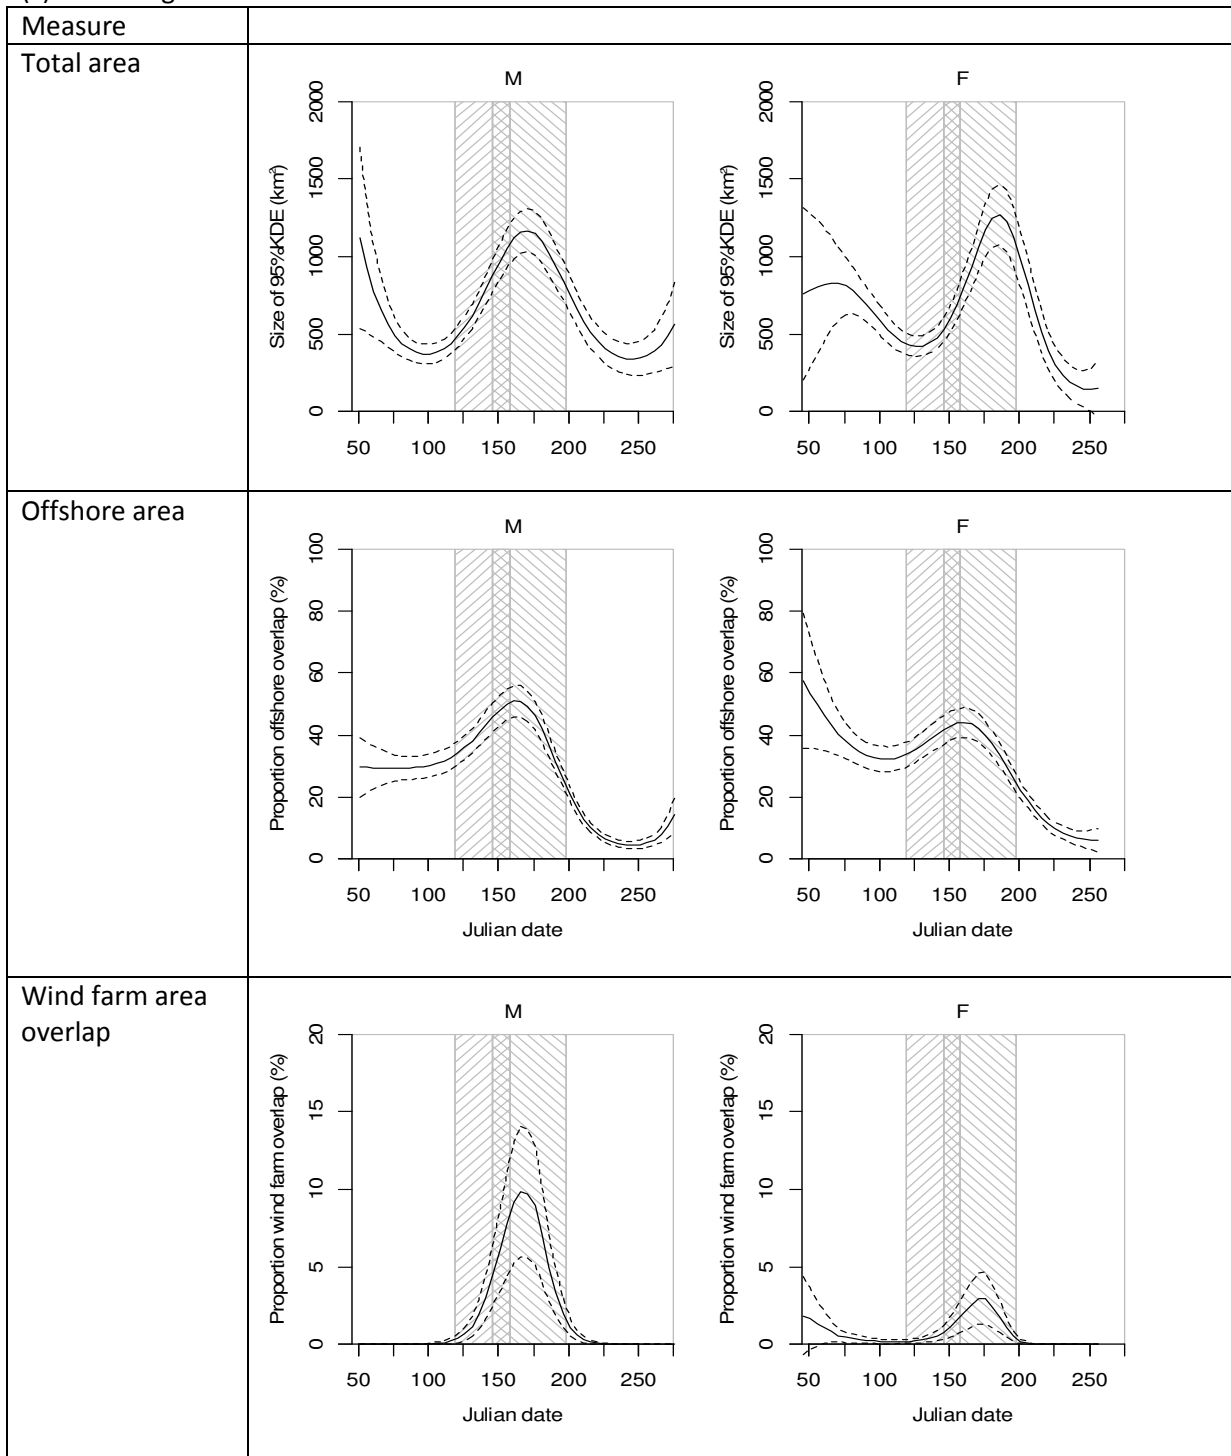 Measure
Total area
M
F
2000
1500
1000
500
0
Size of 95%KDE (km²)
50 100 150 200 250
2000
1500
1000
500
0
Size of 95%KDE (km²)
50 100 150 200 250
Offshore area
M
F
100
80
60
40
20
0
Proportion offshore overlap (%)
50 100 150 200 250
Julian date
100
80
60
40
20
0
Proportion offshore overlap (%)
50 100 150 200 250
Julian date
Wind farm area
overlap
M
F
20
15
10
5
0
Proportion wind farm overlap (%)
50 100 150 200 250
Julian date
20
15
10
5
0
Proportion wind farm overlap (%)
50 100 150 200 250
Julian date